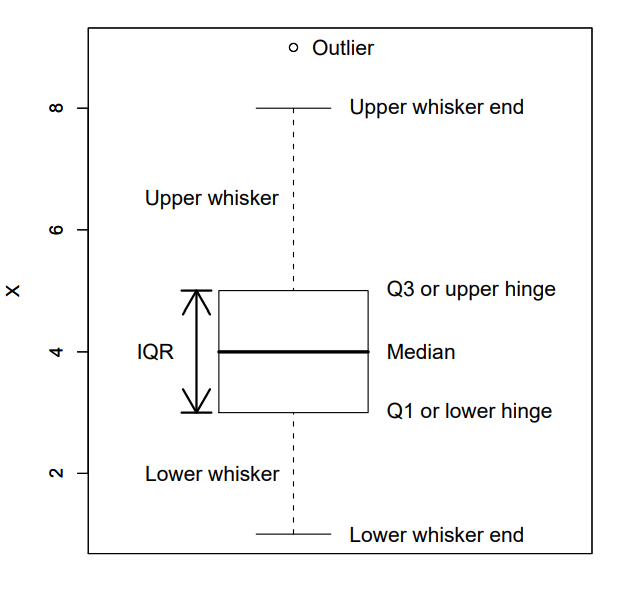 Outlier
8
Upper whisker end
Upper whisker
6
Q3 or upper hinge
X
IQR
4
Median
Q1 or lower hinge
2
Lower whisker
Lower whisker end